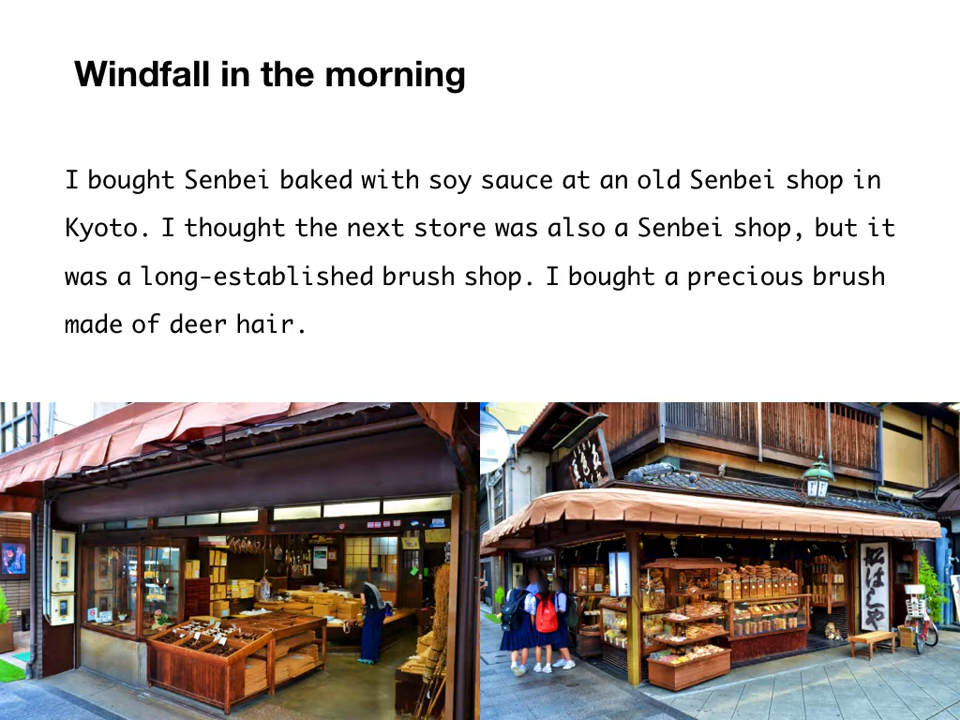 Windfall in the morning
I bought Senbei baked with soy sauce at an old Senbei shop in
Kyoto. I thought the next store was also a Senbei shop, but it
was a long-established brush shop. I bought a precious brush
made of deer hair.